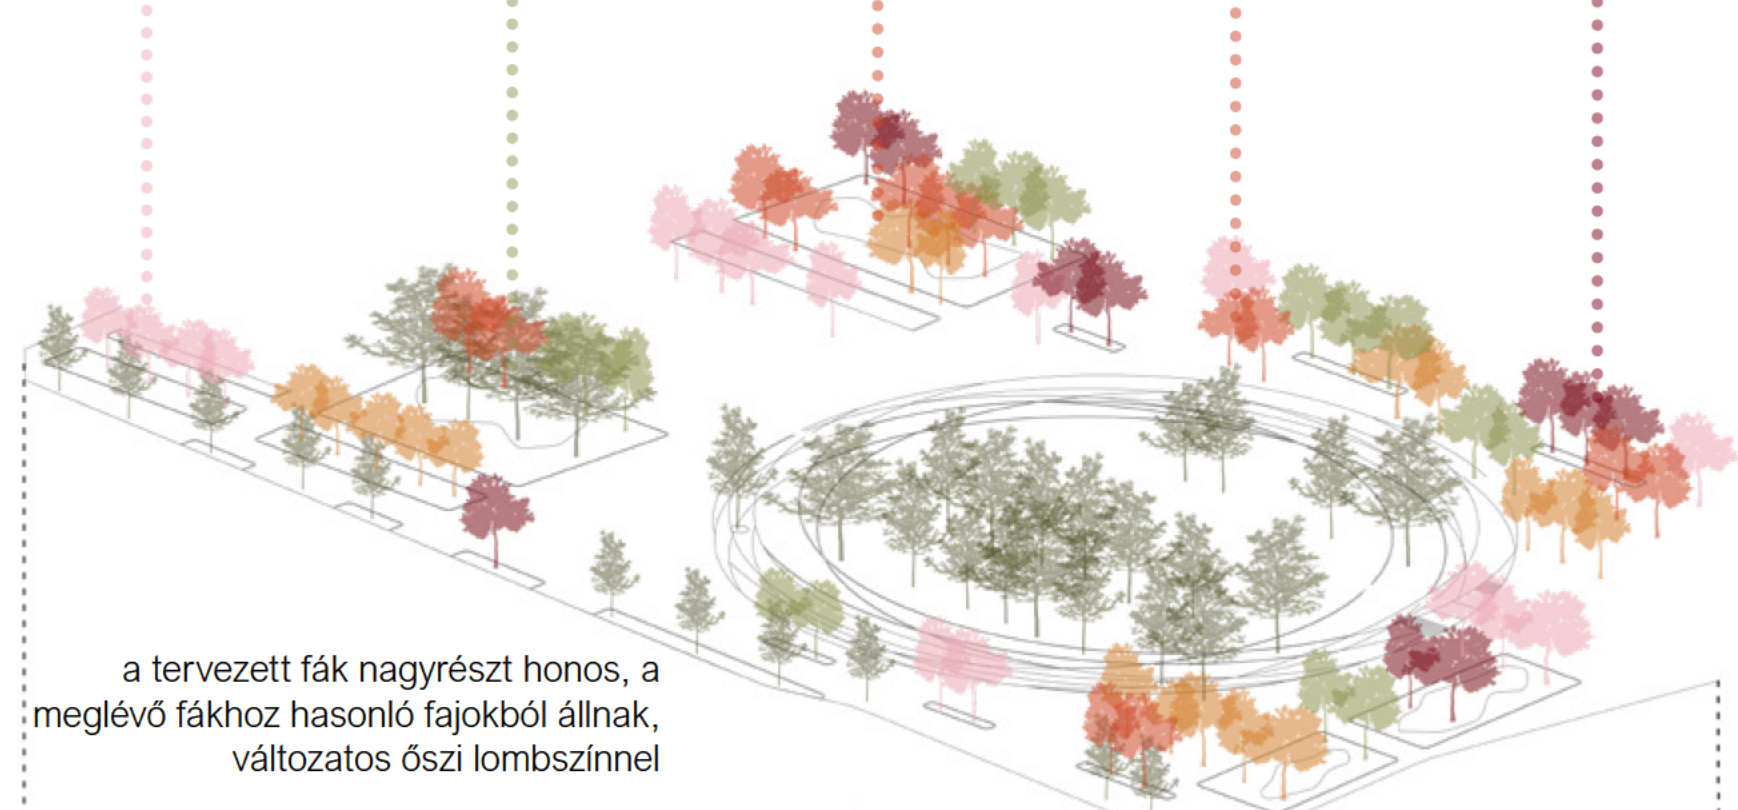 a tervezett fák nagyrészt honos, a
meglévő fákhoz hasonló fajokból állnak,
változatos őszi lombszínnel